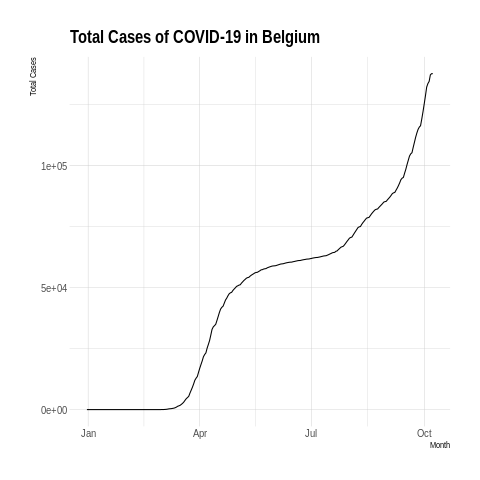 Total Cases of COVID-19 in Belgium
Total Cases
1e+05
5e+04
0e+00
Jan Apr Jul Oct
Month